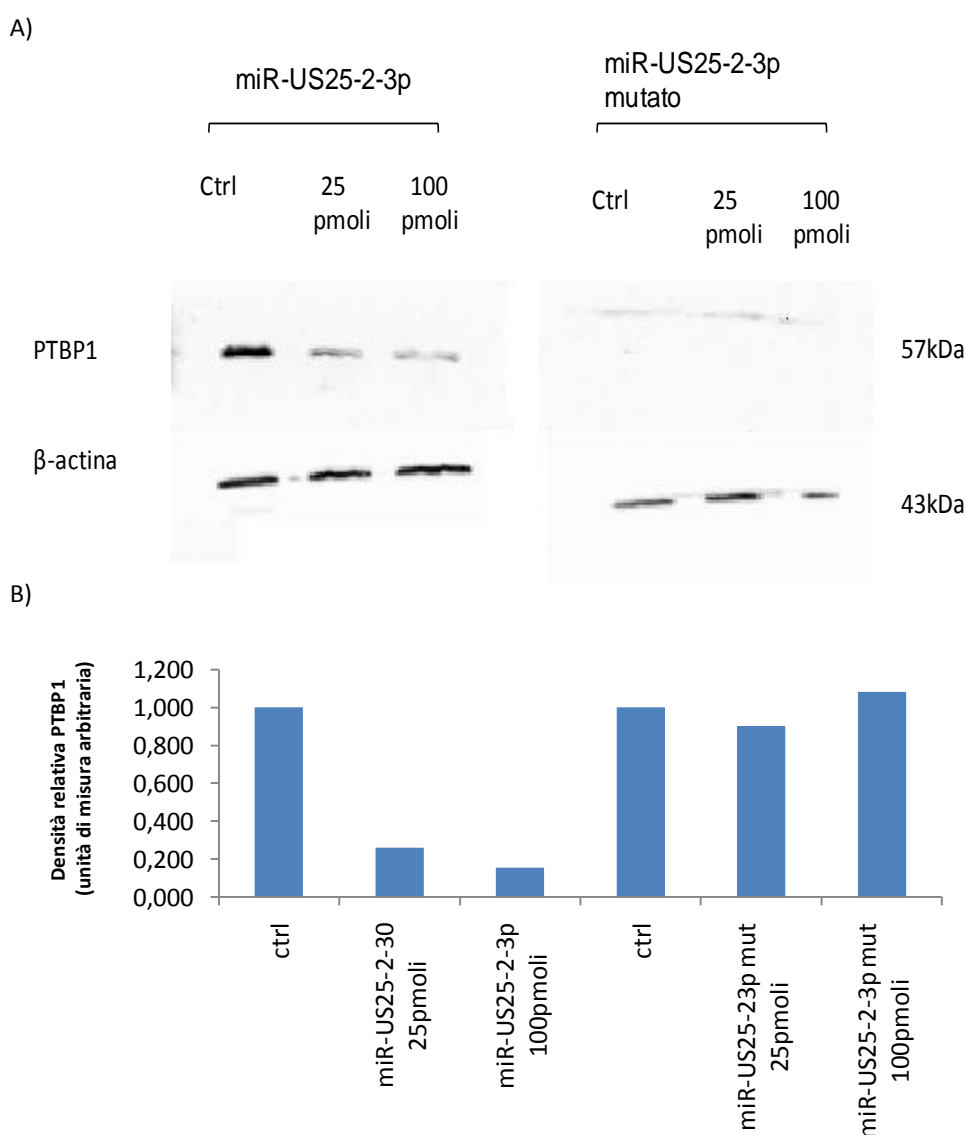 A)
miR-US25-2-3p
miR-US25-2-3p
mutato
Ctrl
25
pmoli
100
pmoli
Ctrl
25
pmoli
100
pmoli
PTBP1
57kDa
β-actina
43kDa
B)
Densità relativa PTBP1
(unità di misura arbitraria)
1,200
1,000
0,800
0,600
0,400
0,200
0,000
ctrl
miR-US25-2-30
25pmoli
miR-US25-2-3p
100pmoli
ctrl
miR-US25-23p mut
25pmoli
miR-US25-2-3p mut
100pmoli